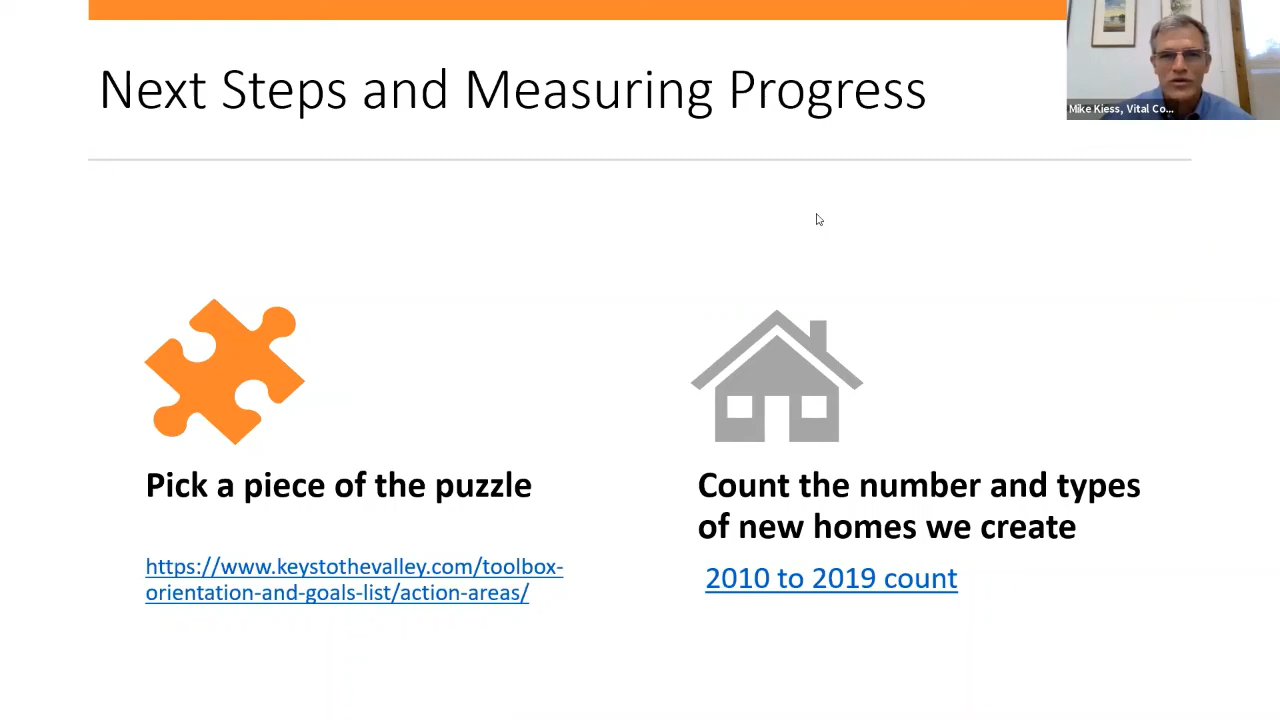 Next Steps and Measuring Progress
Mike Kiess, Vital Co...
Pick a piece of the puzzle
https://www.keystothevalley.com/toolbox-
orientation-and-goals-list/action-areas/
Count the number and types
of new homes we create
2010 to 2019 count